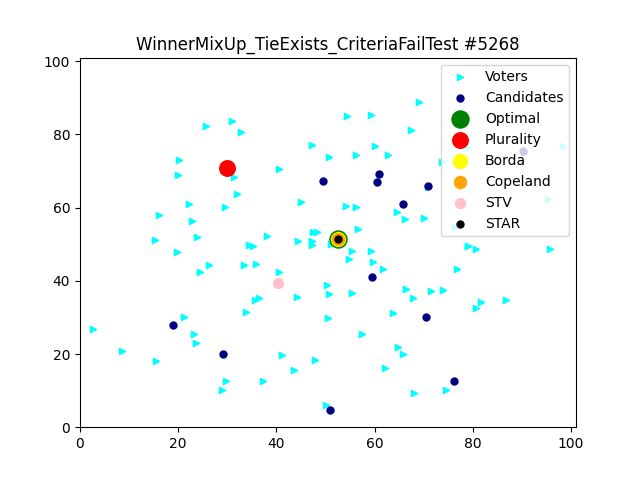 WinnerMixUp_TieExists_CriteriaFailTest #5268
100
80
60
40
20
0
0 20 40 60 80 100
Voters
Candidates
Optimal
Plurality
Borda
Copeland
STV
STAR